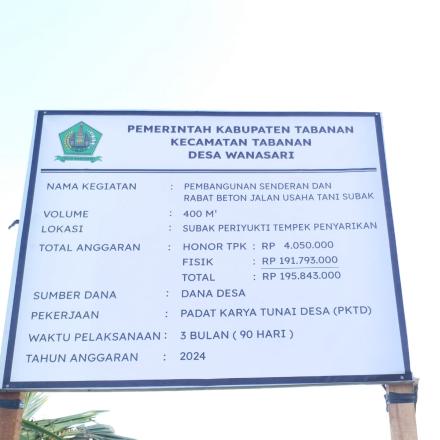 PEMERINTAH KABUPATEN TABANAN
KECAMATAN TABANAN
DESA WANASARI
NAMA KEGIATAN : PEMBANGUNAN SENDERAN DAN
RABAT BETON JALAN USAHA TANI SUBAK
VOLUME : 400 M'
LOKASI : SUBAK PERIYUKTI TEMPEK PENYARIKAN
TOTAL ANGGARAN : HONOR TPK : RP 4.050.000
FISIK : RP 191.793.000
TOTAL : RP 195.843.000
SUMBER DANA : DANA DESA
PEKERJAAN : PADAT KARYA TUNAI DESA (PKTD)
WAKTU PELAKSANAAN : 3 BULAN ( 90 HARI )
TAHUN ANGGARAN : 2024